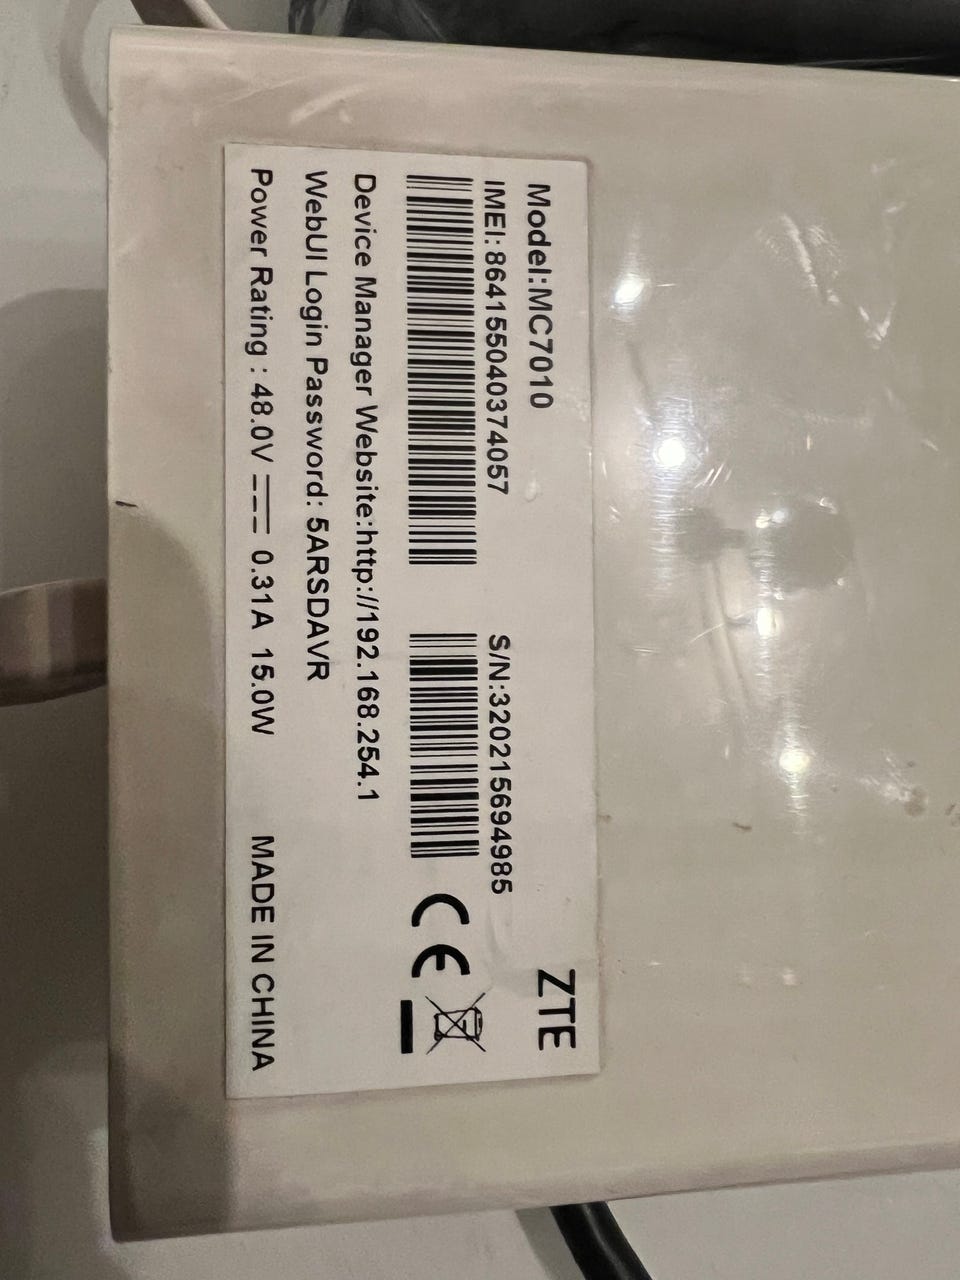 ZTE
Model:MC7010
IMEI:864155040374057
S/N:320215694985
Device Manager Website:http://192.168.254.1
WebUI Login Password: 5ARSDAVR
Power Rating : 48.0V ⎓ 0.31A 15.0W
MADE IN CHINA
CE